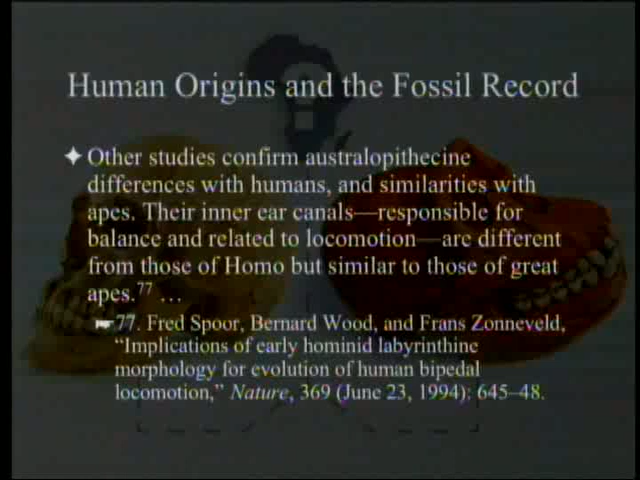 Human Origins and the Fossil Record
✦ Other studies confirm australopithecine
differences with humans, and similarities with
apes. Their inner ear canals—responsible for
balance and related to locomotion—are different
from those of Homo but similar to those of great
apes.77 …
☛77. Fred Spoor, Bernard Wood, and Frans Zonneveld,
“Implications of early hominid labyrinthine
morphology for evolution of human bipedal
locomotion,” Nature, 369 (June 23, 1994): 645–48.